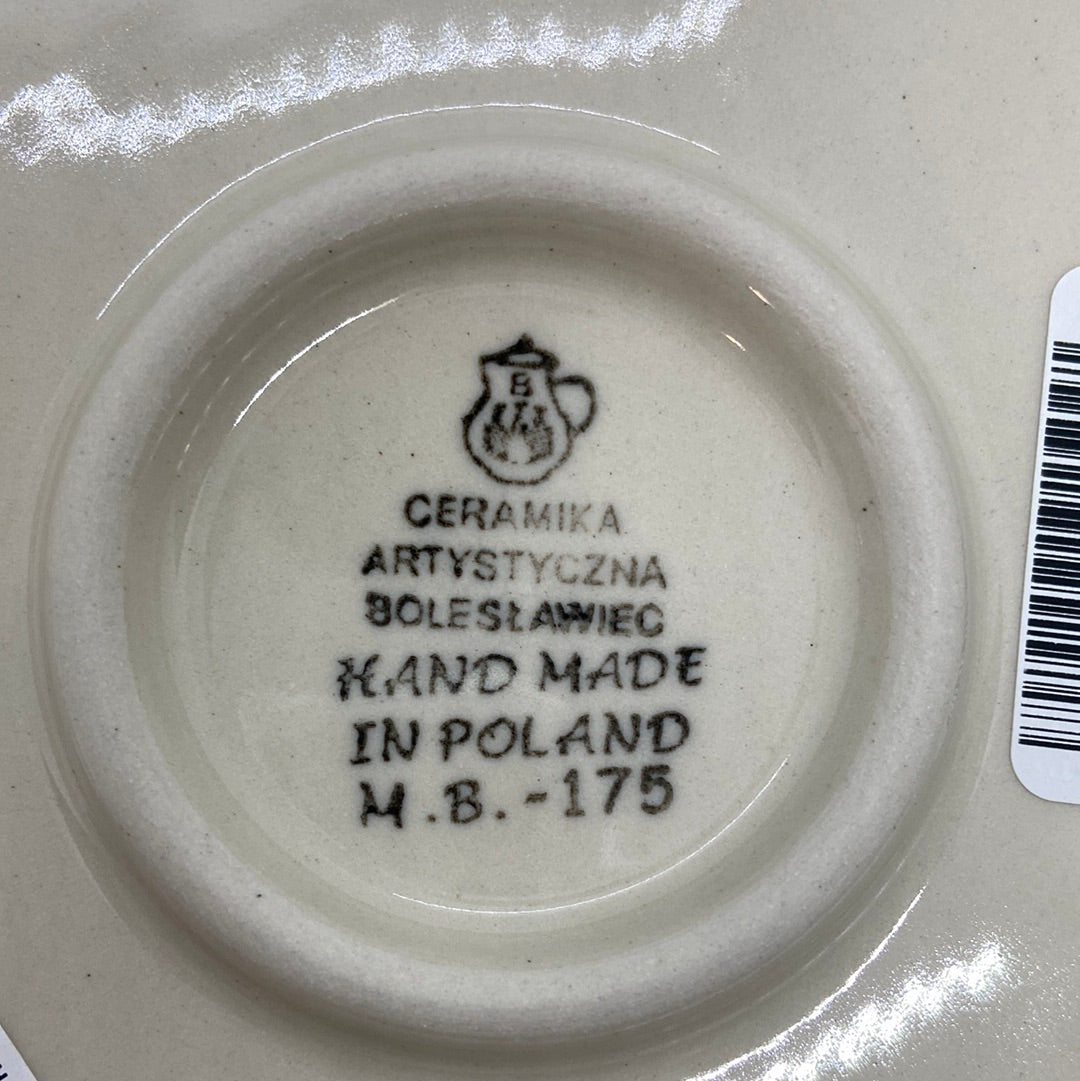 B
CERAMIKA
ARTYSTYCZNA
BOLESŁAWIEC
HAND MADE
IN POLAND
M.B.-175